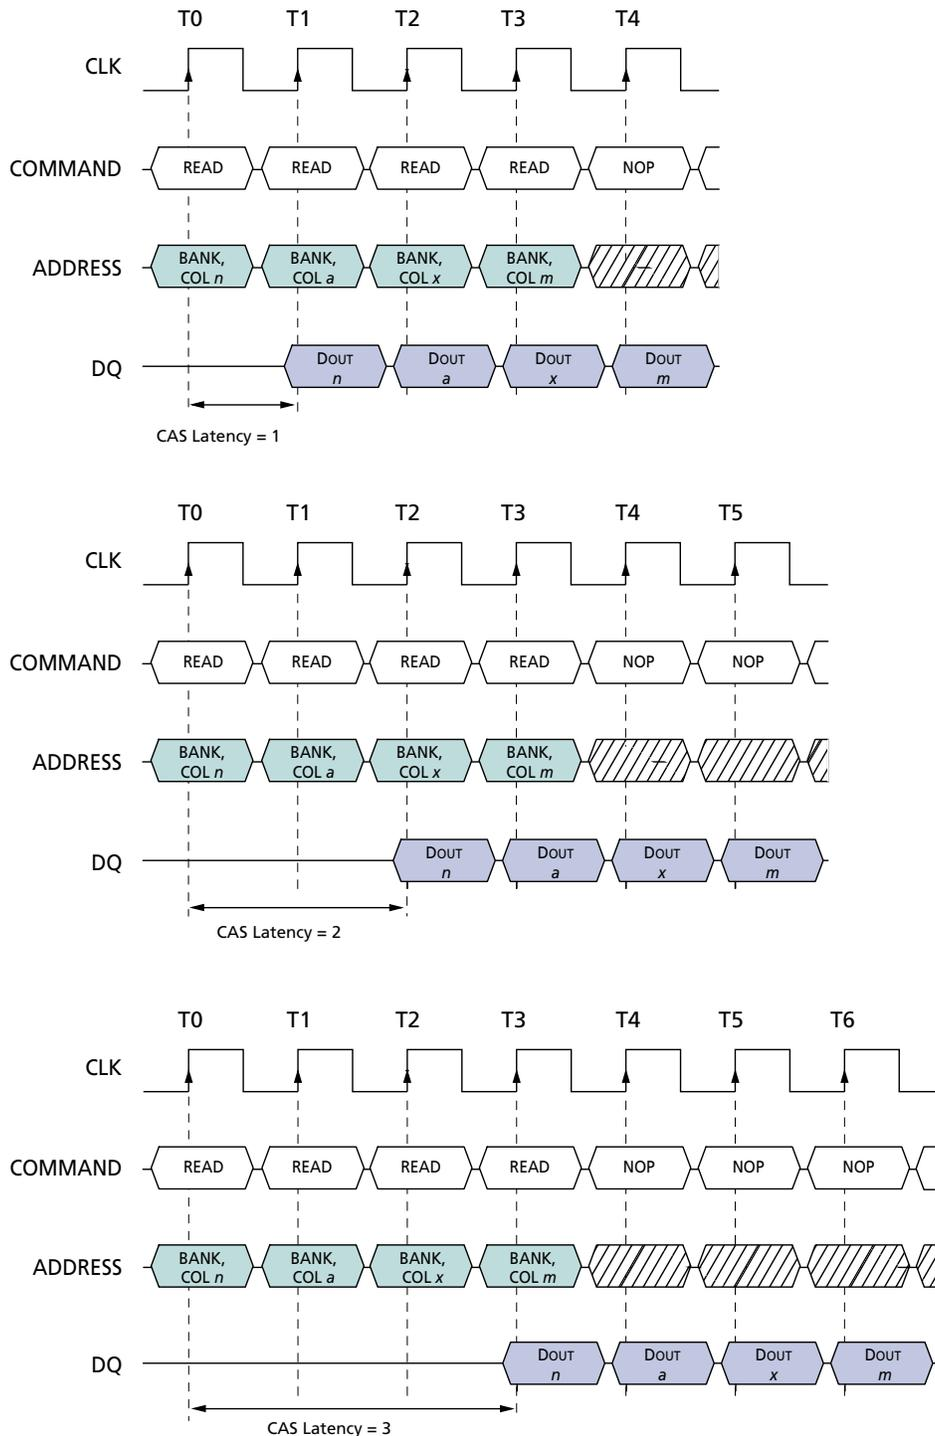 T0 T1 T2 T3 T4
CLK
COMMAND READ READ READ READ NOP
ADDRESS BANK, BANK, BANK, BANK,
COL n COL a COL x COL m
DQ DOUT DOUT DOUT DOUT
n a x m
CAS Latency = 1
T0 T1 T2 T3 T4 T5
CLK
COMMAND READ READ READ READ NOP NOP
ADDRESS BANK, BANK, BANK, BANK,
COL n COL a COL x COL m
DQ DOUT DOUT DOUT DOUT
n a x m
CAS Latency = 2
T0 T1 T2 T3 T4 T5 T6
CLK
COMMAND READ READ READ READ NOP NOP NOP
ADDRESS BANK, BANK, BANK, BANK,
COL n COL a COL x COL m
DQ DOUT DOUT DOUT DOUT
n a x m
CAS Latency = 3